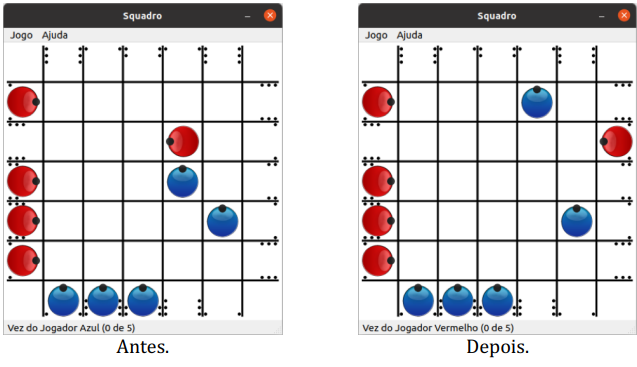 Squadro
Jogo Ajuda
Vez do Jogador Azul (0 de 5)
Antes.
Squadro
Jogo Ajuda
Vez do Jogador Vermelho (0 de 5)
Depois.